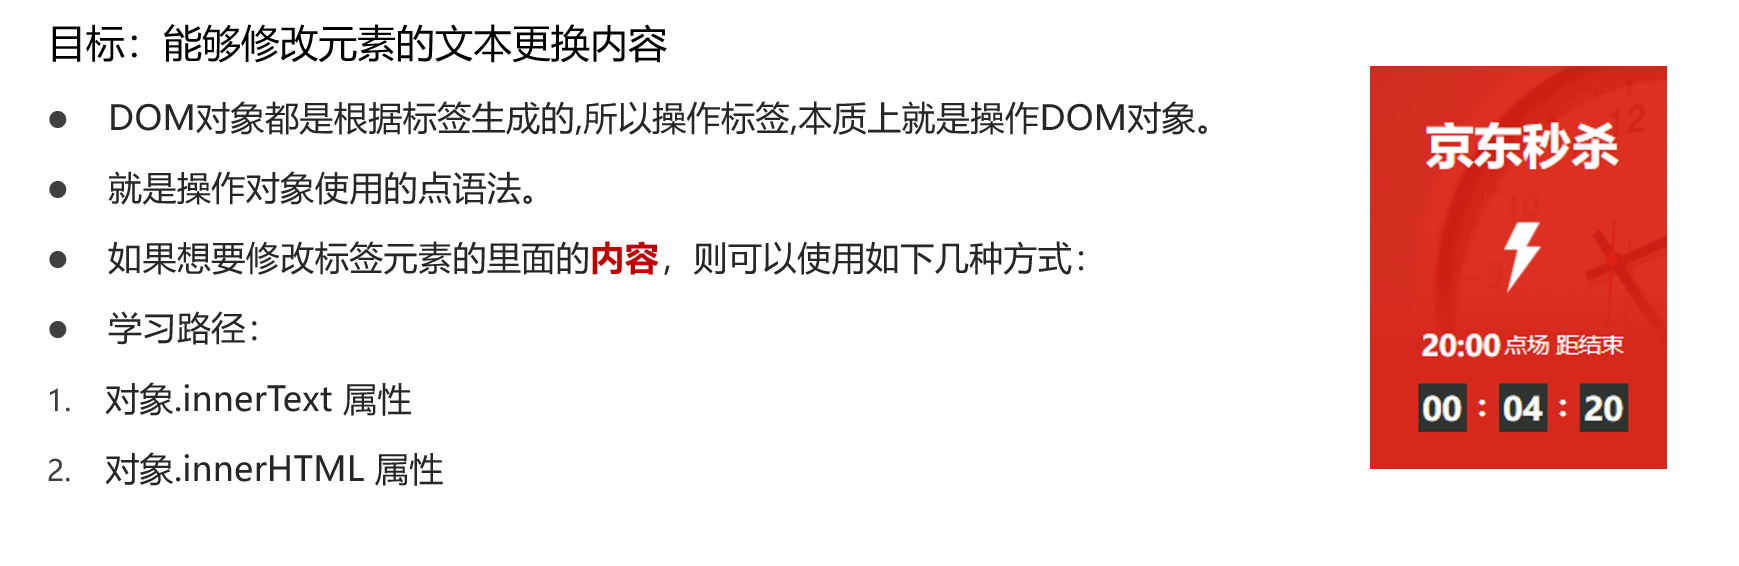 目标：能够修改元素的文本更换内容
● DOM对象都是根据标签生成的,所以操作标签,本质上就是操作DOM对象。
● 就是操作对象使用的点语法。
● 如果想要修改标签元素的里面的内容，则可以使用如下几种方式：
● 学习路径：
1. 对象.innerText 属性
2. 对象.innerHTML 属性
京东秒杀
12
10
9
20:00 点场 距结束
00 : 04 : 20